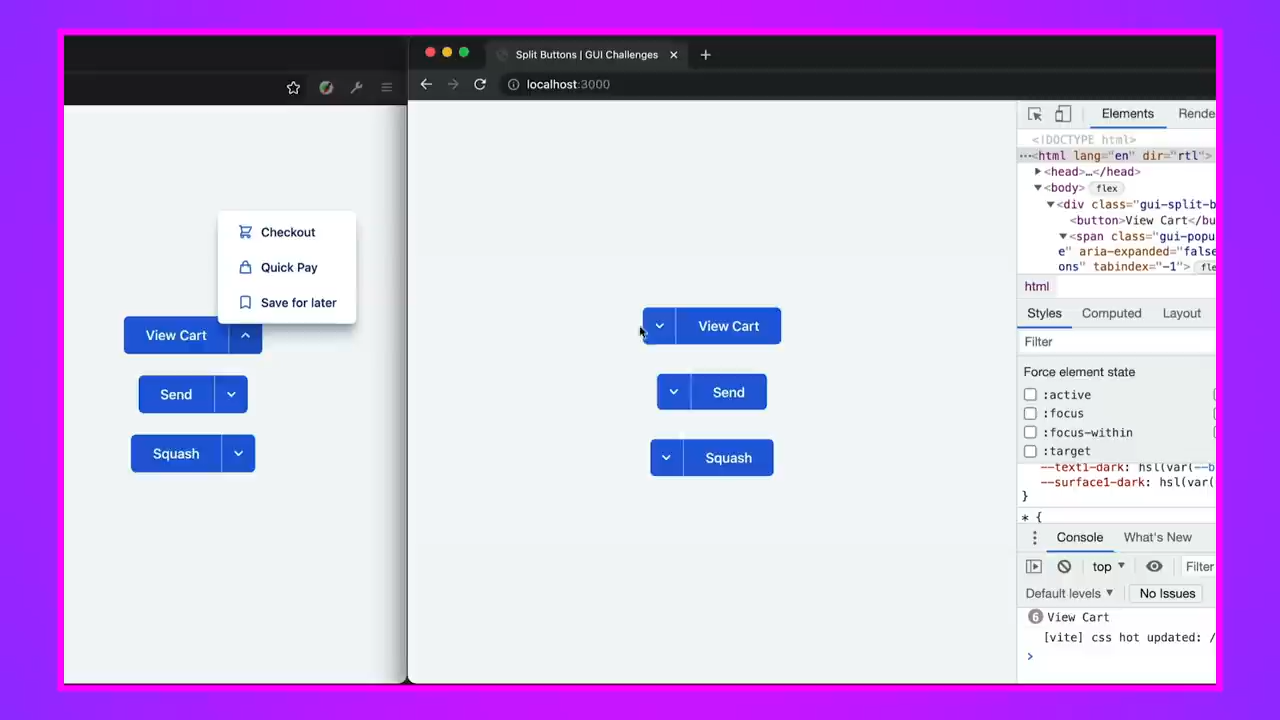 Split Buttons | GUI Challenges
localhost:3000
Checkout
Quick Pay
Save for later
View Cart
Send
Squash
View Cart
Send
Squash
Elements
Rende
<!DOCTYPE html>
⋯<html lang="en" dir="rtl">
▶<head>…</head>
▼<body> flex
▼<div class="gui-split-b
<button>View Cart</bu
▼<span class="gui-popu
e" aria-expanded="false
ons" tabindex="-1"> fle
html
Styles Computed Layout
Filter
Force element state
:active
:focus
:focus-within
:target
--text1-dark: hsl(var(--b
--surface1-dark: hsl(var(
}
* {
Console What's New
top ▼ Filter
Default levels ▼ No Issues
6 View Cart
[vite] css hot updated: /
>